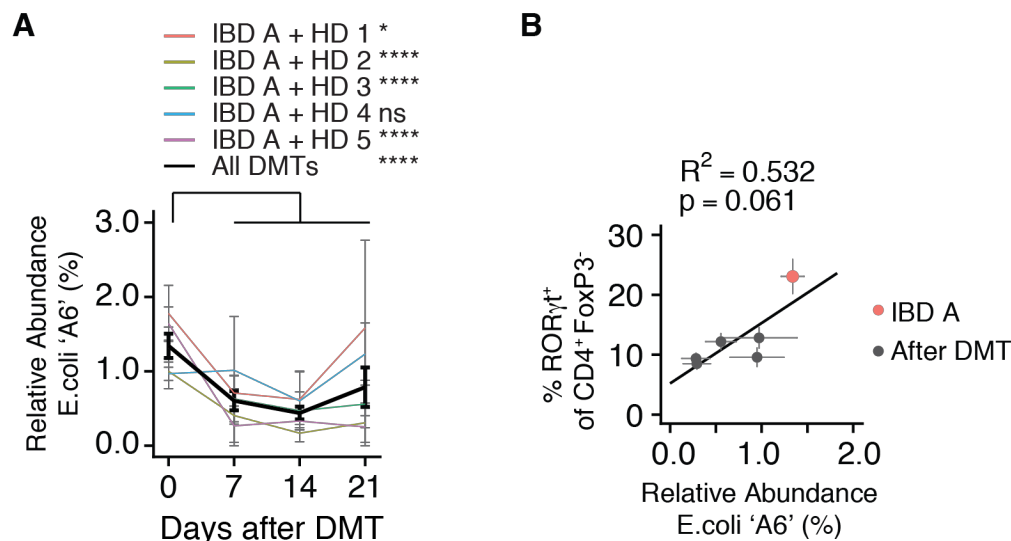 A
IBD A + HD 1 *
IBD A + HD 2 ****
IBD A + HD 3 ****
IBD A + HD 4 ns
IBD A + HD 5 ****
All DMTs ****
Relative Abundance
E.coli ‘A6’ (%)
3.0
2.0
1.0
0.0
0 7 14 21
Days after DMT
B
R² = 0.532
p = 0.061
% RORγt⁺
of CD4⁺ FoxP3⁻
30
20
10
0
0.0 1.0 2.0
Relative Abundance
E.coli ‘A6’ (%)
IBD A
After DMT